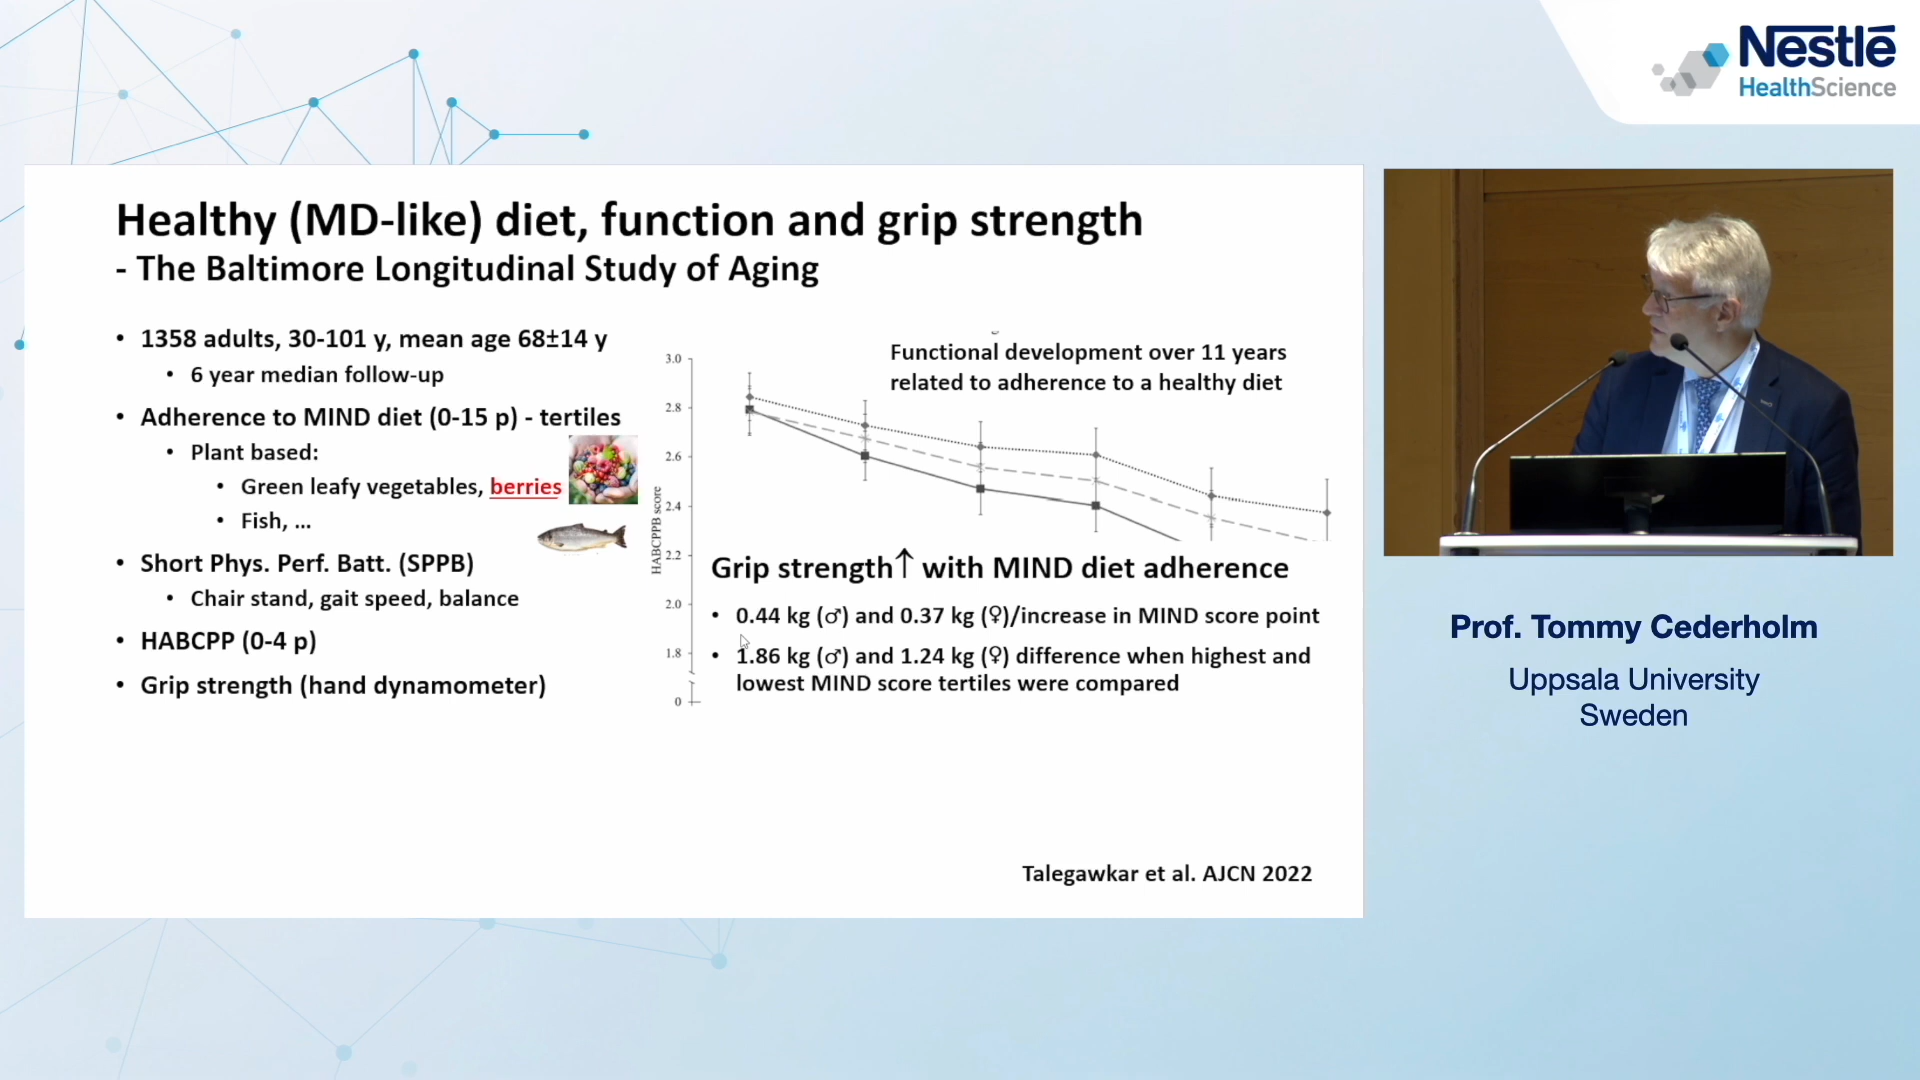 Nestlé
HealthScience
Healthy (MD-like) diet, function and grip strength
- The Baltimore Longitudinal Study of Aging
• 1358 adults, 30-101 y, mean age 68±14 y
• 6 year median follow-up
• Adherence to MIND diet (0-15 p) - tertiles
• Plant based:
• Green leafy vegetables, berries
• Fish, ...
• Short Phys. Perf. Batt. (SPPB)
• Chair stand, gait speed, balance
• HABCPP (0-4 p)
• Grip strength (hand dynamometer)
Functional development over 11 years
related to adherence to a healthy diet
HABCPPB score
3.0
2.8
2.6
2.4
2.2
2.0
1.8
0
Grip strength↑ with MIND diet adherence
• 0.44 kg (♂) and 0.37 kg (♀)/increase in MIND score point
• 1.86 kg (♂) and 1.24 kg (♀) difference when highest and
lowest MIND score tertiles were compared
Talegawkar et al. AJCN 2022
Prof. Tommy Cederholm
Uppsala University
Sweden